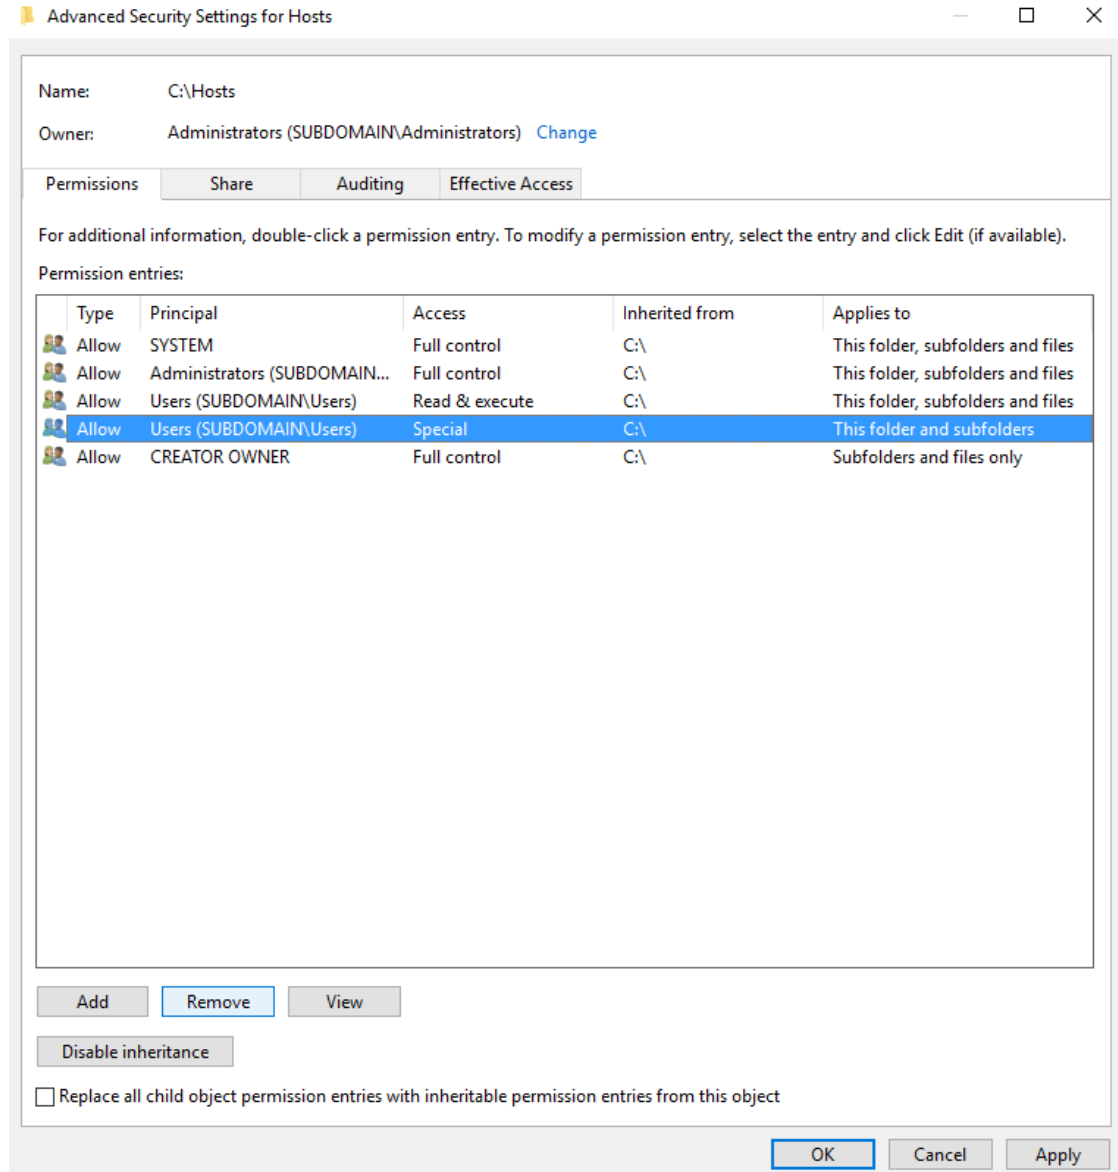 Advanced Security Settings for Hosts
Name: C:\Hosts
Owner: Administrators (SUBDOMAIN\Administrators) Change
Permissions Share Auditing Effective Access
For additional information, double-click a permission entry. To modify a permission entry, select the entry and click Edit (if available).
Permission entries:
Type Principal Access Inherited from Applies to
Allow SYSTEM Full control C:\ This folder, subfolders and files
Allow Administrators (SUBDOMAIN... Full control C:\ This folder, subfolders and files
Allow Users (SUBDOMAIN\Users) Read & execute C:\ This folder, subfolders and files
Allow Users (SUBDOMAIN\Users) Special C:\ This folder and subfolders
Allow CREATOR OWNER Full control C:\ Subfolders and files only
Add Remove View
Disable inheritance
Replace all child object permission entries with inheritable permission entries from this object
OK Cancel Apply